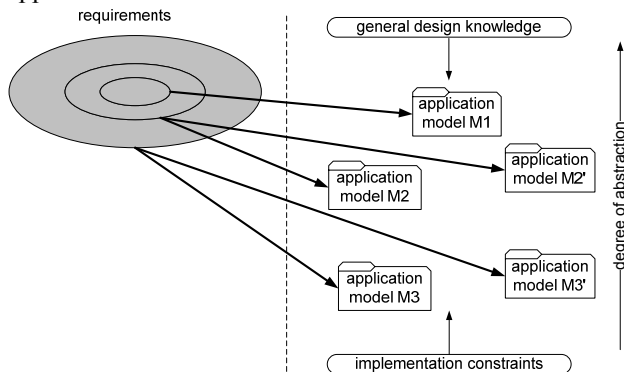 requirements
general design knowledge
application
model M1
application
model M2'
application
model M2
application
model M3'
application
model M3
degree of abstraction
implementation constraints